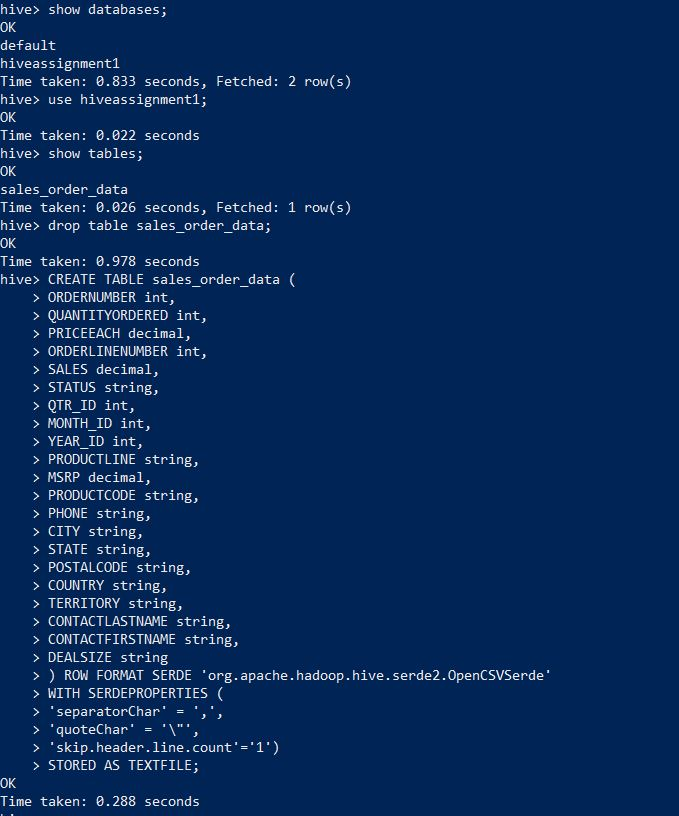 hive> show databases;
OK
default
hiveassignment1
Time taken: 0.833 seconds, Fetched: 2 row(s)
hive> use hiveassignment1;
OK
Time taken: 0.022 seconds
hive> show tables;
OK
sales_order_data
Time taken: 0.026 seconds, Fetched: 1 row(s)
hive> drop table sales_order_data;
OK
Time taken: 0.978 seconds
hive> CREATE TABLE sales_order_data (
    > ORDERNUMBER int,
    > QUANTITYORDERED int,
    > PRICEEACH decimal,
    > ORDERLINENUMBER int,
    > SALES decimal,
    > STATUS string,
    > QTR_ID int,
    > MONTH_ID int,
    > YEAR_ID int,
    > PRODUCTLINE string,
    > MSRP decimal,
    > PRODUCTCODE string,
    > PHONE string,
    > CITY string,
    > STATE string,
    > POSTALCODE string,
    > COUNTRY string,
    > TERRITORY string,
    > CONTACTLASTNAME string,
    > CONTACTFIRSTNAME string,
    > DEALSIZE string
    > ) ROW FORMAT SERDE 'org.apache.hadoop.hive.serde2.OpenCSVSerde'
    > WITH SERDEPROPERTIES (
    > 'separatorChar' = ',',
    > 'quoteChar' = '\"',
    > 'skip.header.line.count'='1')
    > STORED AS TEXTFILE;
OK
Time taken: 0.288 seconds